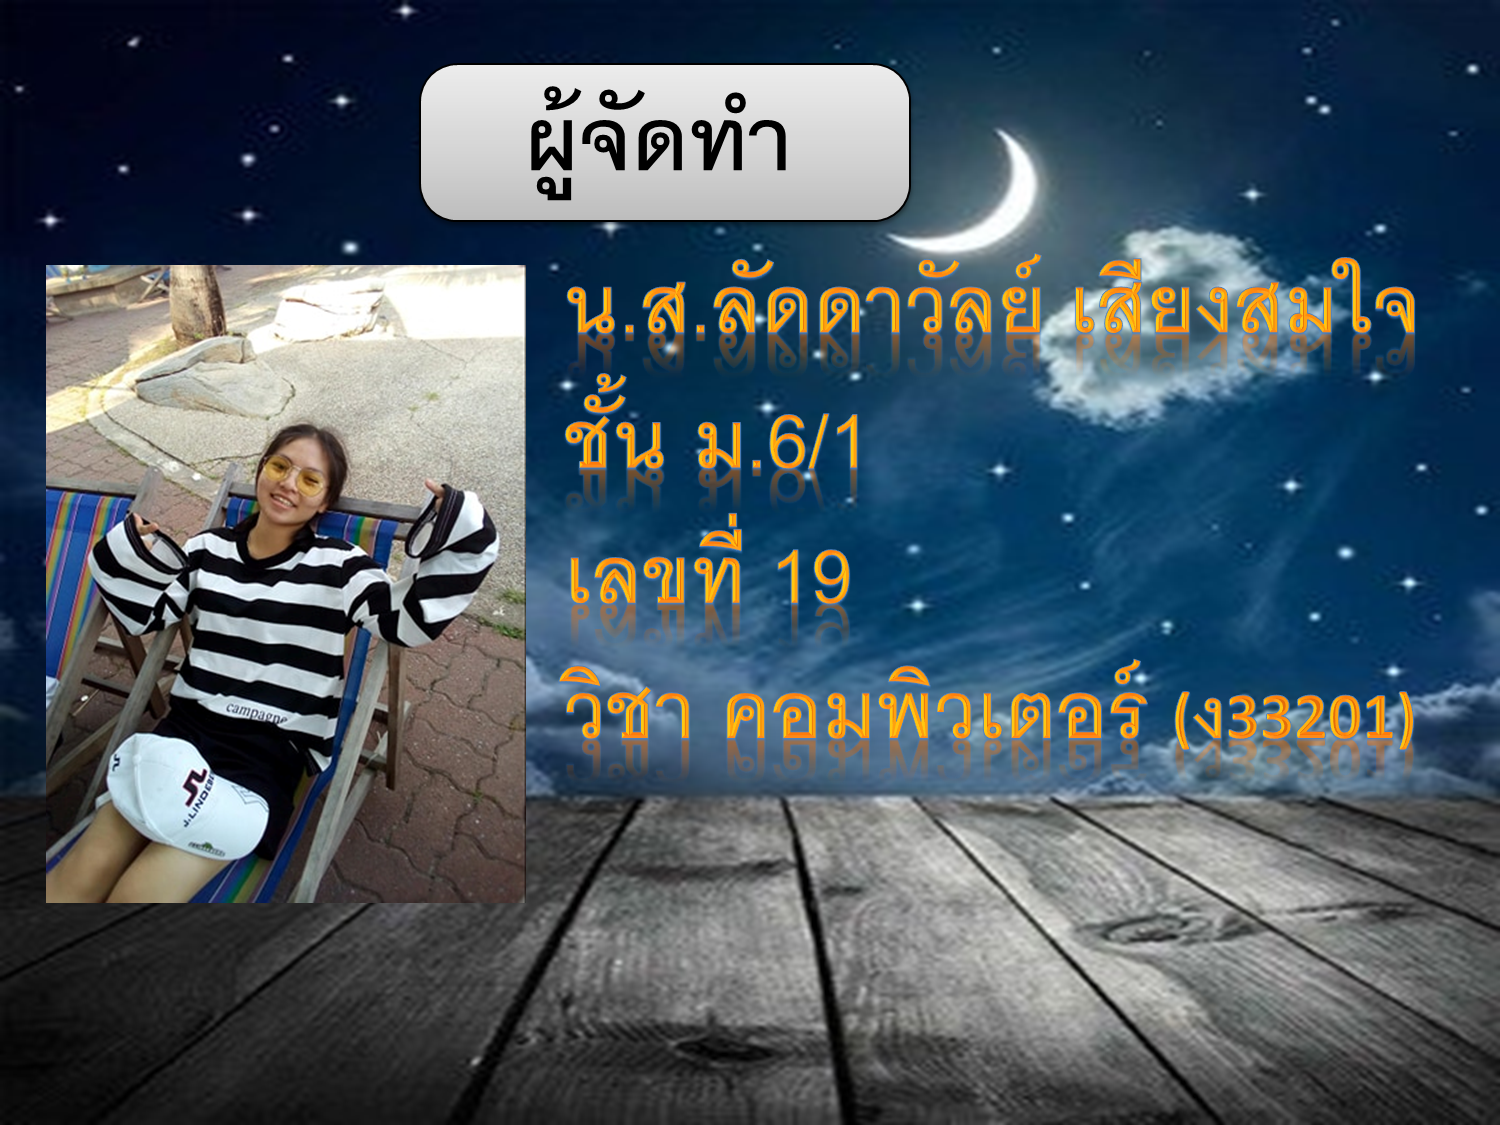 ผู้จัดทำ
น.ส.ลัดดาวัลย์ เสียงสมใจ
ชั้น ม.6/1
เลขที่ 19
วิชา คอมพิวเตอร์ (ง33201)
campagne
J.LINDEBE